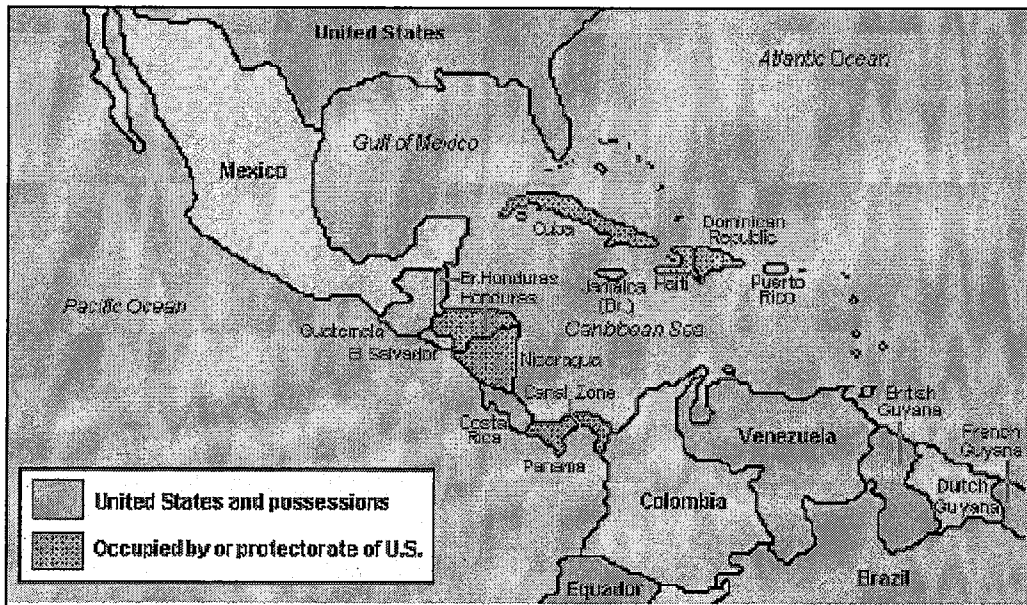 United States
Atlantic Ocean
Gulf of Mexico
Mexico
Cuba
Dominican
Republic
Br.Honduras
Honduras
Jamaica
(Br.)
Haiti
Puerto
Rico
Pacific Ocean
Guatemala
Caribbean Sea
El Salvador
Nicaragua
Canal Zone
British
Guyana
Costa
Rica
Venezuela
French
Guyana
Panama
United States and possessions
Colombia
Dutch
Guyana
Occupied by or protectorate of U.S.
Equador
Brazil